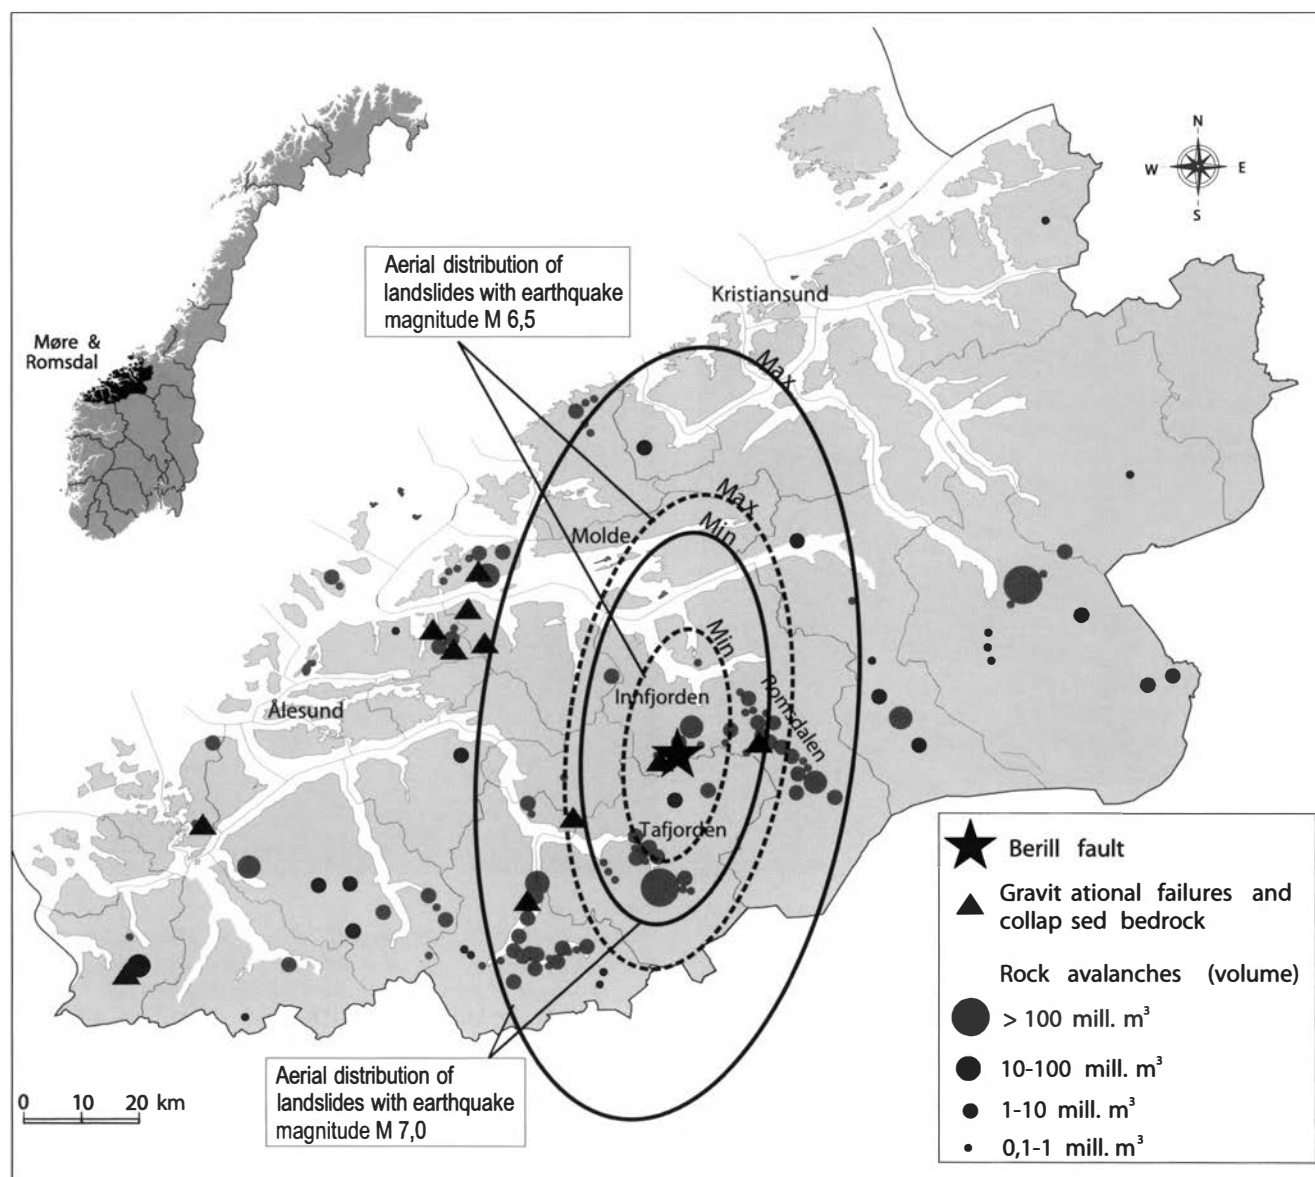 N
W E
S
Aerial distribution of
landslides with earthquake
magnitude M 6,5
Kristiansund
Møre &
Romsdal
Max
Max
Molde
Min
Min
Innfjorden
Romsdalen
Ålesund
Tafjorden
Berill fault
Gravit ational failures and
collap sed bedrock
Rock avalanches (volume)
> 100 mill. m³
10-100 mill. m³
1-10 mill. m³
0,1-1 mill. m³
Aerial distribution of
landslides with earthquake
magnitude M 7,0
0 10 20 km